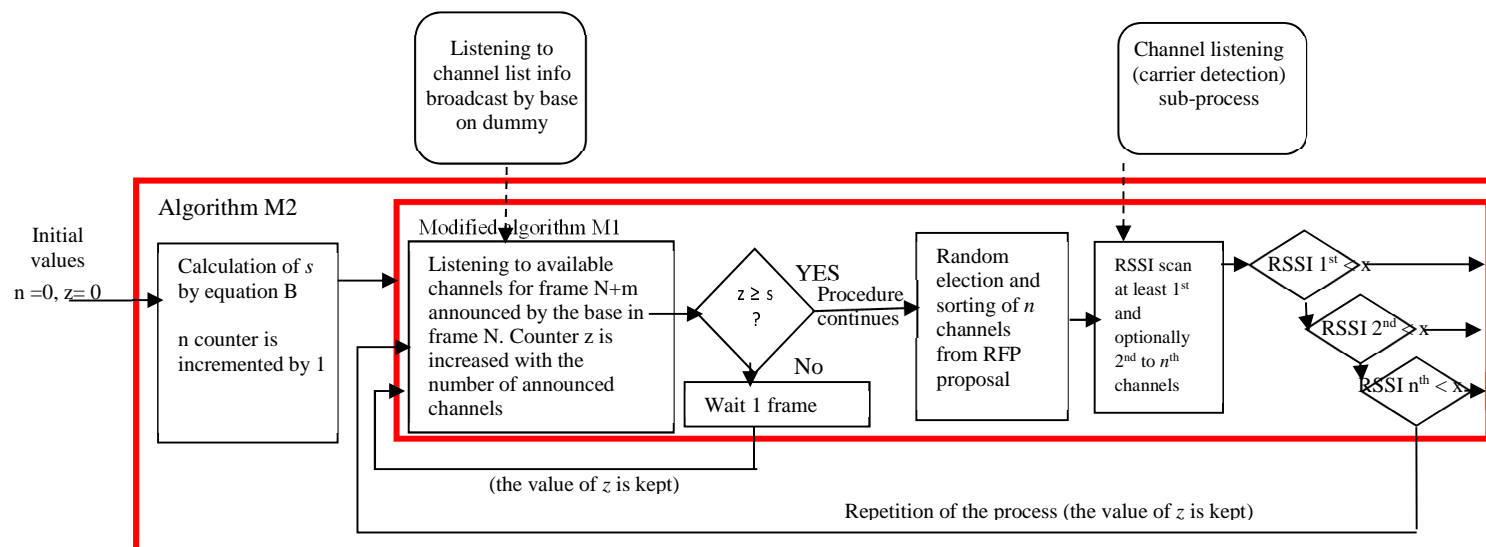 Listening to
channel list info
broadcast by base
on dummy
Channel listening
(carrier detection)
sub-process
Algorithm M2
Initial
values
n =0, z= 0
Calculation of s
by equation B
n counter is
incremented by 1
Modified algorithm M1
Listening to available
channels for frame N+m
announced by the base in
frame N. Counter z is
increased with the
number of announced
channels
z ≥ s
?
YES
Procedure
continues
No
Wait 1 frame
Random
election and
sorting of n
channels
from RFP
proposal
RSSI scan
at least 1st
and
optionally
2nd to nth
channels
RSSI 1st < x
RSSI 2nd < x
RSSI nth < x
(the value of z is kept)
Repetition of the process (the value of z is kept)